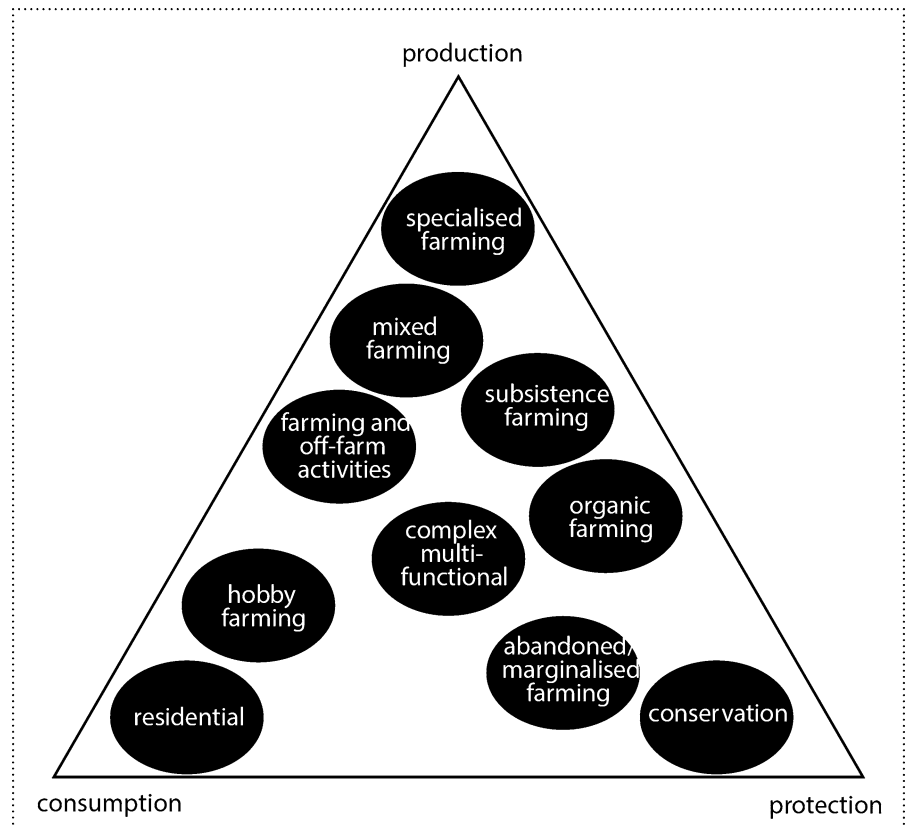 production
specialised
farming
mixed
farming
subsistence
farming
farming and
off-farm
activities
organic
farming
complex
multi-
functional
hobby
farming
abandoned/
marginalised
farming
residential
conservation
consumption
protection